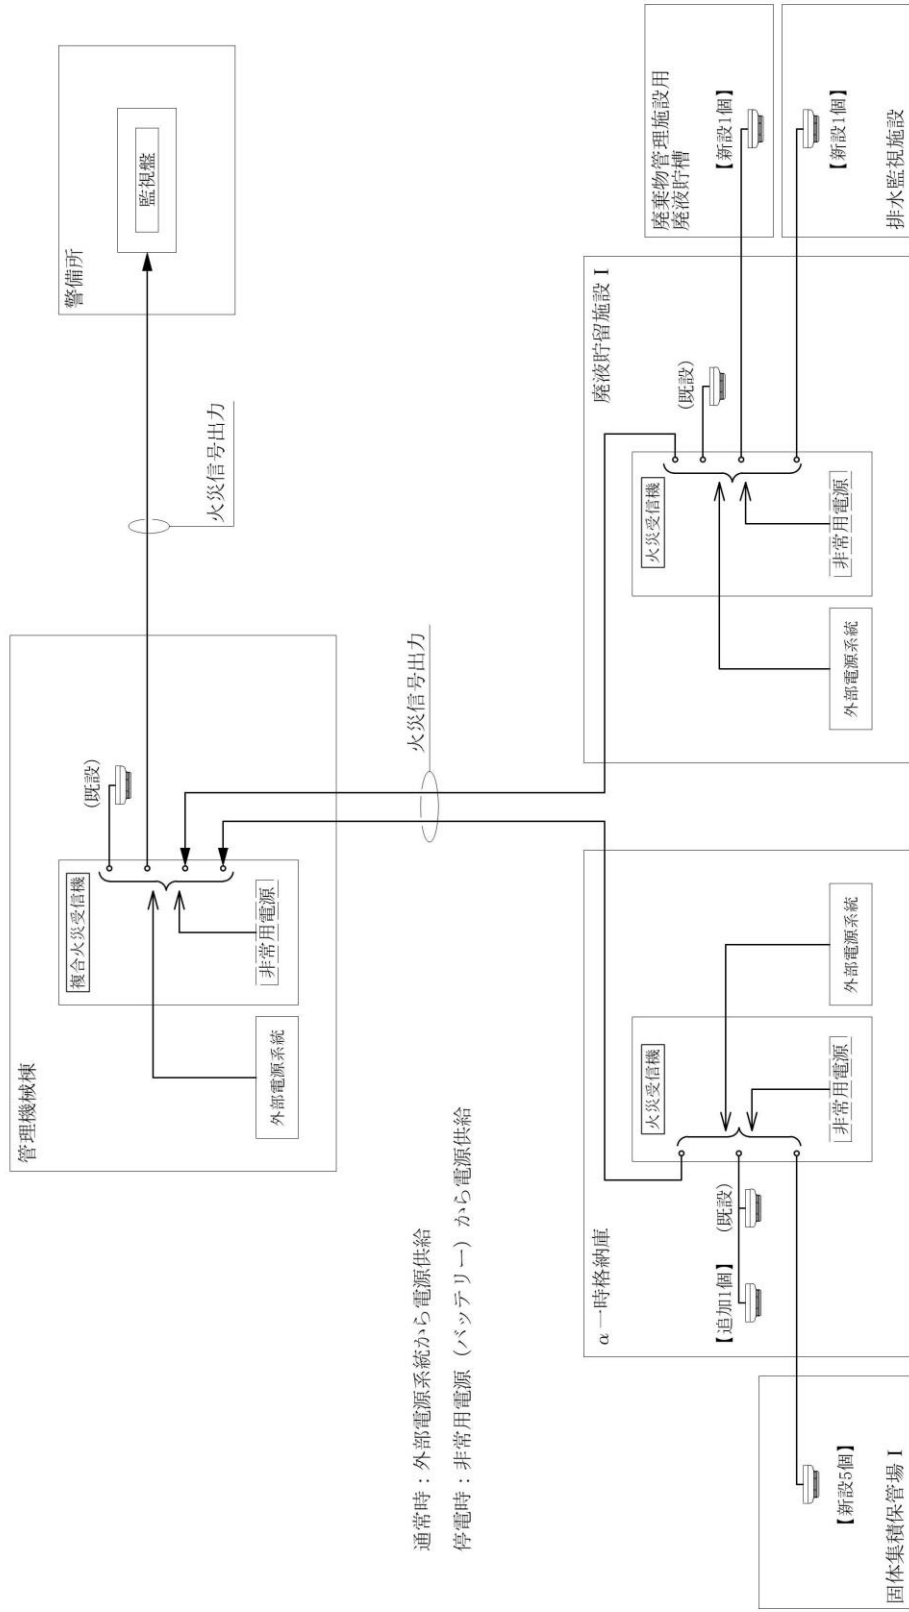 管理機械棟
複合火災受信機
(既設)
非常用電源
外部電源系統
火災信号出力
警備所
監視盤
通常時：外部電源系統から電源供給
停電時：非常用電源（バッテリー）から電源供給
火災信号出力
固体集積保管場Ⅰ
【新設5個】
α一時格納庫
【追加1個】
(既設)
火災受信機
非常用電源
外部電源系統
廃液貯留施設Ⅰ
外部電源系統
火災受信機
非常用電源
(既設)
廃棄物管理施設用
廃液貯槽
【新設1個】
【新設1個】
排水監視施設